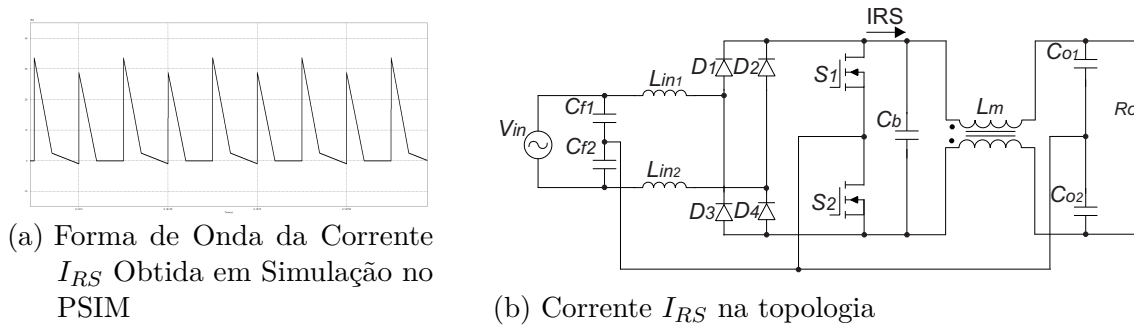 IRS
D1 D2
S1
Co1
Lin1
Cf1
Vin
Cf2
Cb
Lm
Ro
Lin2
S2
D3 D4
Co2
(a) Forma de Onda da Corrente
IRS Obtida em Simulação no
PSIM
(b) Corrente IRS na topologia